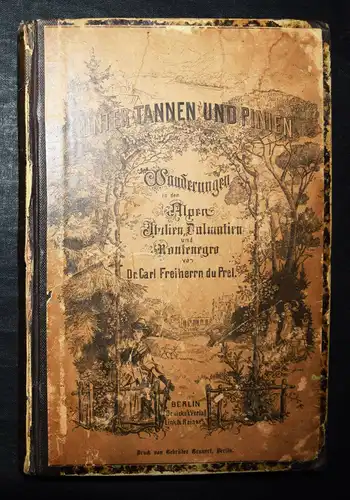 UNTER TANNEN UND PINIEN
Wanderungen
in den
Alpen
Italien, Dalmatien
und
Montenegro
von
Dr. Carl Freiherrn du Prel.
BERLIN
Druck von Gebrüder Grunert, Berlin.